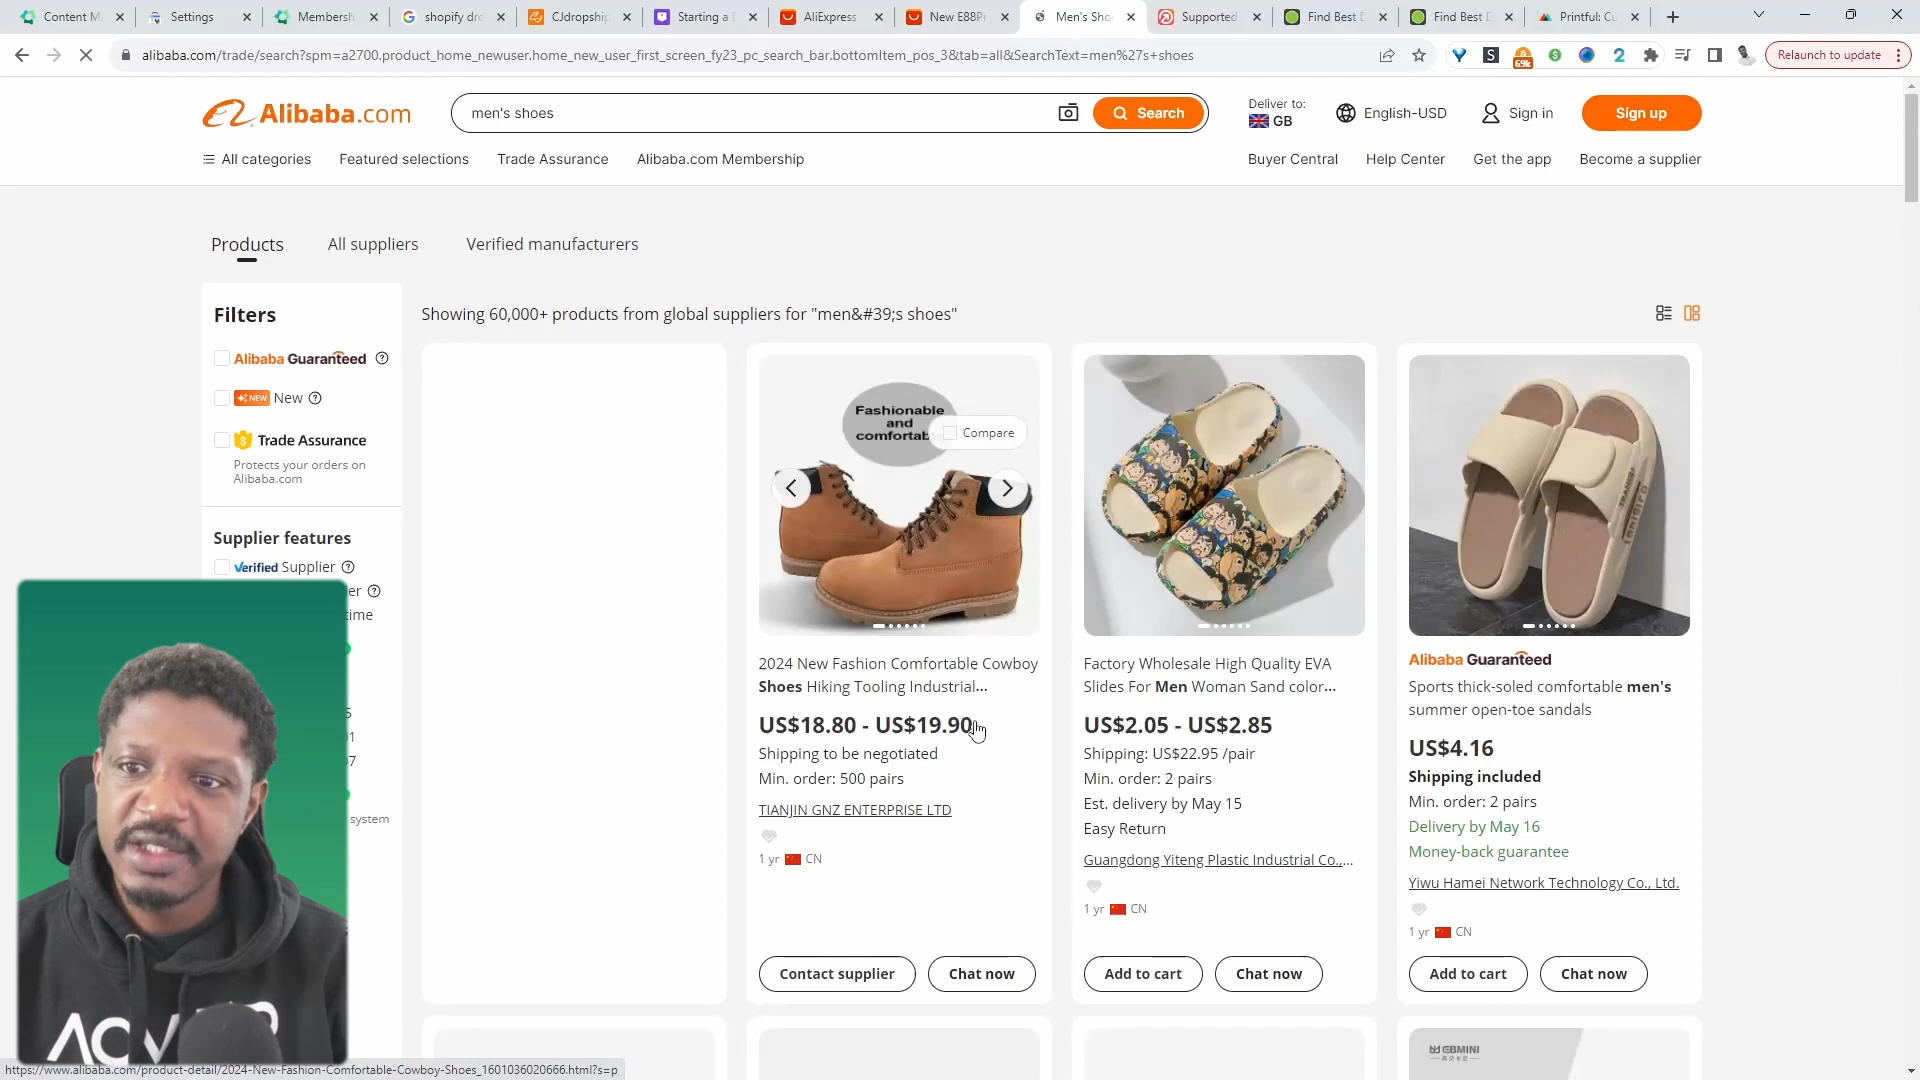 Content M
Settings
Membersh
shopify dro
CJdropship
Starting a D
AliExpress
New E88Pr
Men's Sho
Supported
Find Best D
Find Best D
Printful: Cu
alibaba.com/trade/search?spm=a2700.product_home_newuser.home_new_user_first_screen_fy23_pc_search_bar.bottomItem_pos_3&tab=all&SearchText=men%27s+shoes
69k
Relaunch to update
Alibaba.com
men's shoes
Search
Deliver to:
GB
English-USD
Sign in
Sign up
All categories
Featured selections
Trade Assurance
Alibaba.com Membership
Buyer Central
Help Center
Get the app
Become a supplier
Products
All suppliers
Verified manufacturers
Filters
Showing 60,000+ products from global suppliers for "men&#39;s shoes"
Alibaba Guaranteed
NEW New
Trade Assurance
Protects your orders on
Alibaba.com
Supplier features
Verified Supplier
ier
time
5
01
07
system
Fashionable
and
comfortab
Compare
2024 New Fashion Comfortable Cowboy
Shoes Hiking Tooling Industrial...
US$18.80 - US$19.90
Shipping to be negotiated
Min. order: 500 pairs
TIANJIN GNZ ENTERPRISE LTD
1 yr CN
Contact supplier
Chat now
Factory Wholesale High Quality EVA
Slides For Men Woman Sand color...
US$2.05 - US$2.85
Shipping: US$22.95 /pair
Min. order: 2 pairs
Est. delivery by May 15
Easy Return
Guangdong Yiteng Plastic Industrial Co.,...
1 yr CN
Add to cart
Chat now
Alibaba Guaranteed
Sports thick-soled comfortable men's
summer open-toe sandals
US$4.16
Shipping included
Min. order: 2 pairs
Delivery by May 16
Money-back guarantee
Yiwu Hamei Network Technology Co., Ltd.
1 yr CN
Add to cart
Chat now
https://www.alibaba.com/product-detail/2024-New-Fashion-Comfortable-Cowboy-Shoes_1601036020666.html?s=p